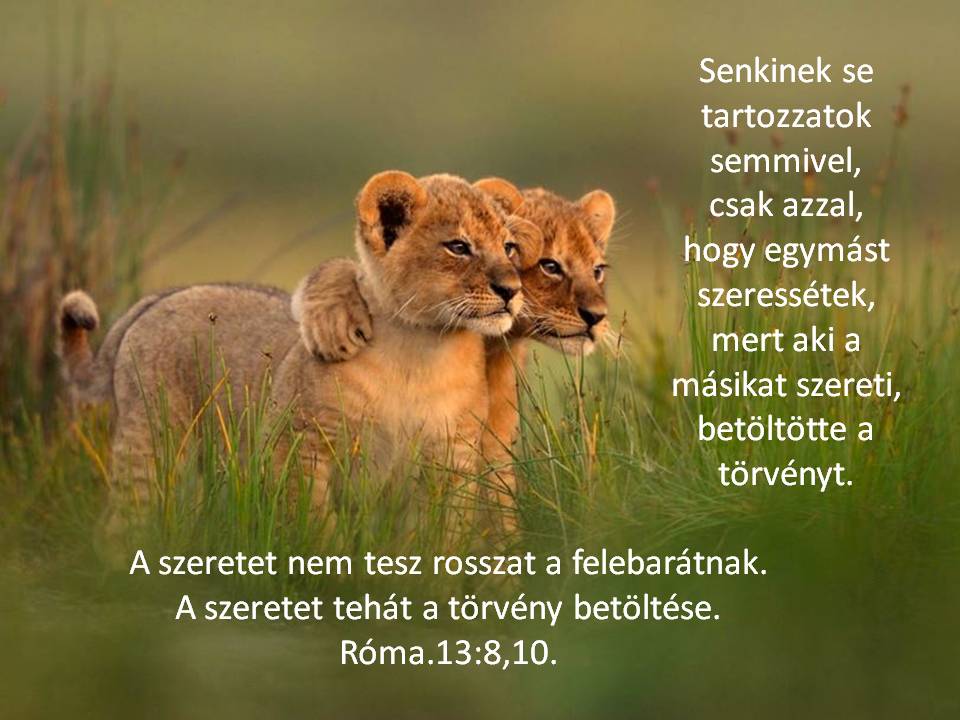 Senkinek se
tartozzatok
semmivel,
csak azzal,
hogy egymást
szeressétek,
mert aki a
másikat szereti,
betöltötte a
törvényt.
A szeretet nem tesz rosszat a felebarátnak.
A szeretet tehát a törvény betöltése.
Róma.13:8,10.